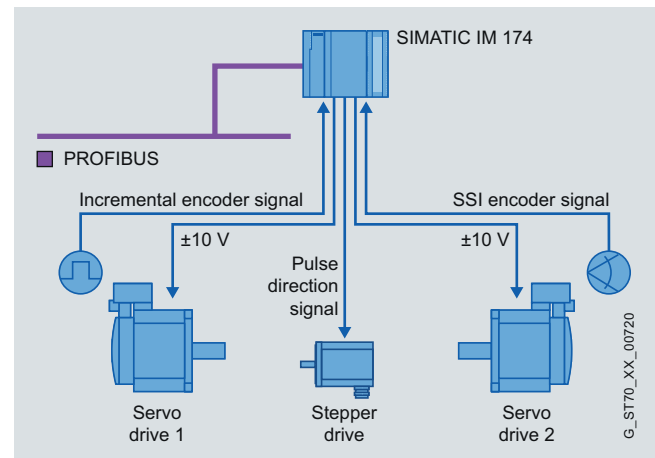 SIMATIC IM 174
PROFIBUS
Incremental encoder signal
SSI encoder signal
±10 V
±10 V
Pulse
direction
signal
Servo
drive 1
Stepper
drive
Servo
drive 2
G_ST70_XX_00720